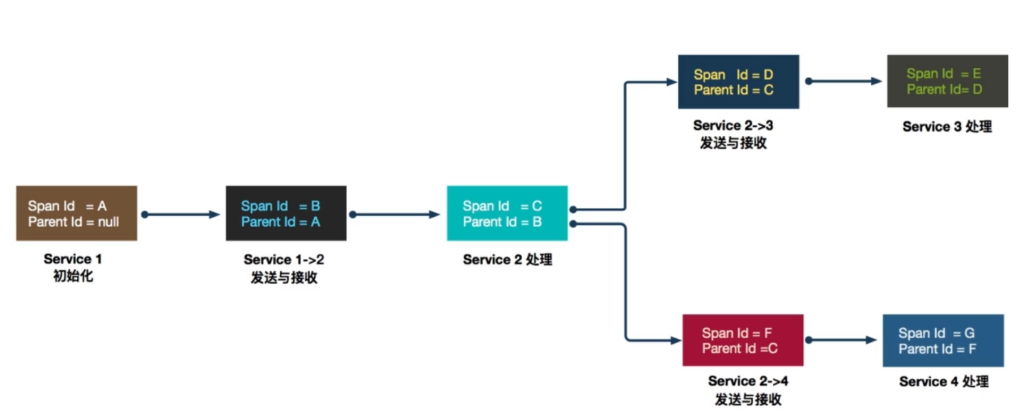 Span Id = D
Parent Id = C
Service 2->3
发送与接收
Span Id = E
Parent Id= D
Service 3 处理
Span Id = A
Parent Id = null
Service 1
初始化
Span Id = B
Parent Id = A
Service 1->2
发送与接收
Span Id = C
Parent Id = B
Service 2 处理
Span Id = F
Parent Id =C
Service 2->4
发送与接收
Span Id = G
Parent Id = F
Service 4 处理